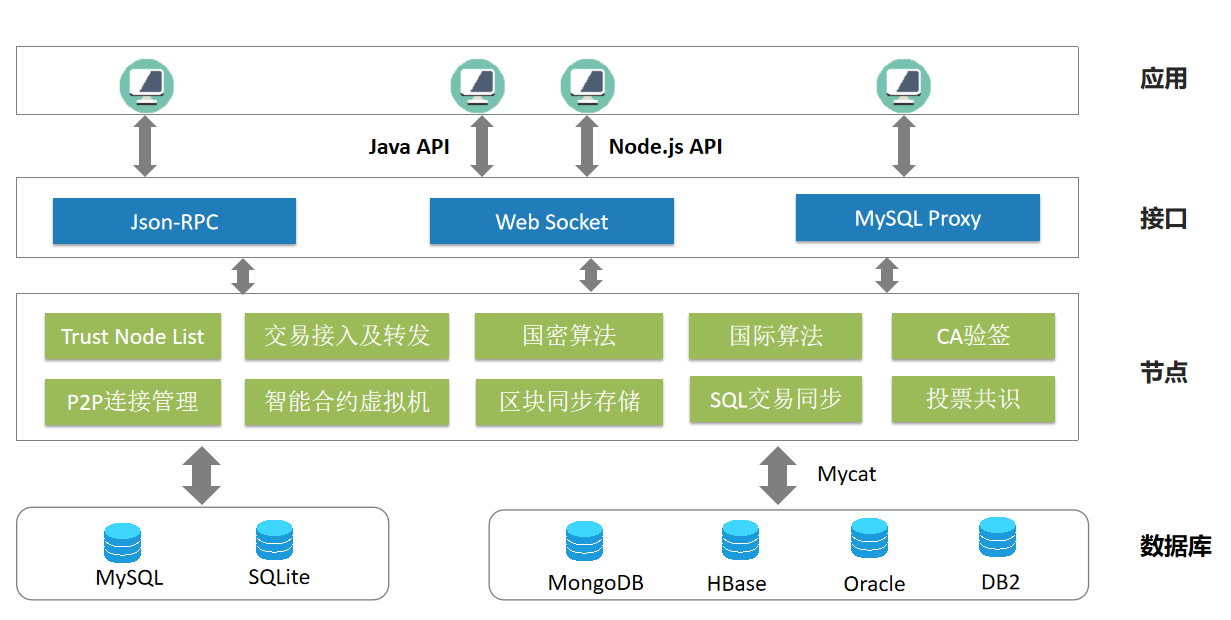 应用
Java API
Node.js API
Json-RPC
Web Socket
MySQL Proxy
接口
Trust Node List
交易接入及转发
国密算法
国际算法
CA验签
节点
P2P连接管理
智能合约虚拟机
区块同步存储
SQL交易同步
投票共识
Mycat
MySQL
SQLite
MongoDB
HBase
Oracle
DB2
数据库